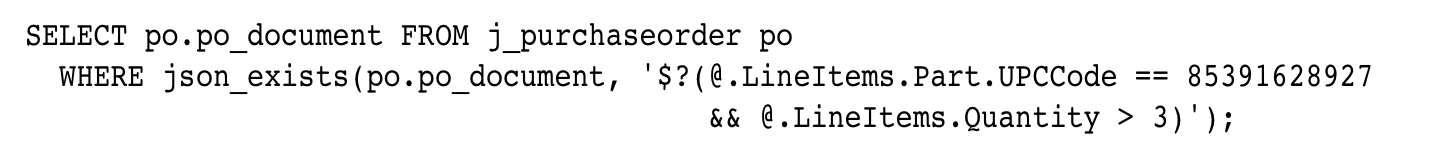 SELECT po.po_document FROM j_purchaseorder po
WHERE json_exists(po.po_document, '$?(@.LineItems.Part.UPCCode == 85391628927
&& @.LineItems.Quantity > 3)');